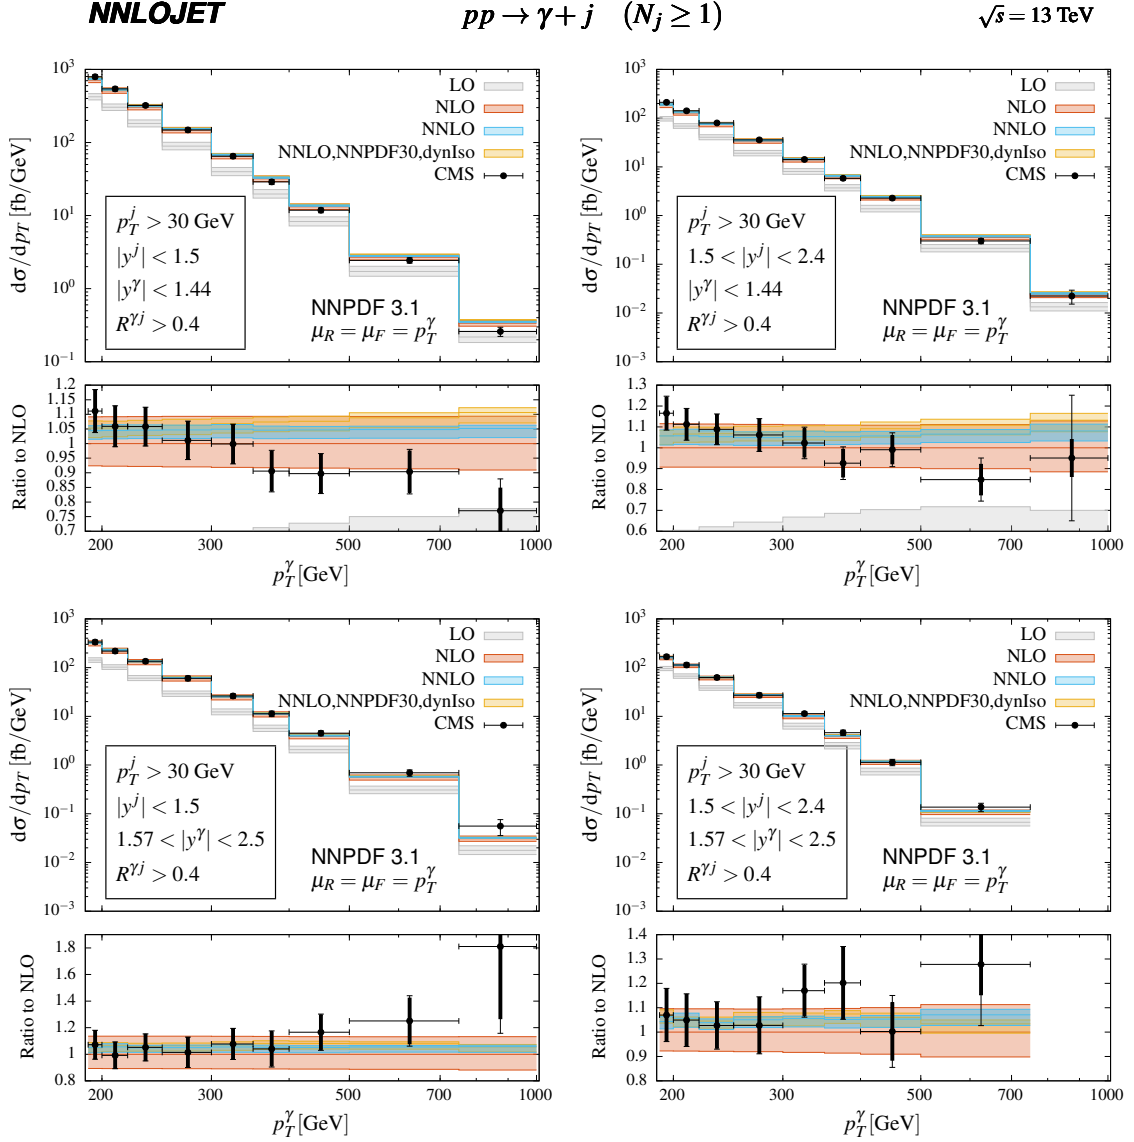 NNLOJET pp → γ + j (N_j ≥ 1) √s = 13 TeV
10^3
10^2
10^1
10^0
10^−1
dσ/dp_T [fb/GeV]
LO
NLO
NNLO
NNLO,NNPDF30,dynIso
CMS
p_T^j > 30 GeV
|y^j| < 1.5
|y^γ| < 1.44
R^γj > 0.4
NNPDF 3.1
μ_R = μ_F = p_T^γ
1.2
1.15
1.1
1.05
1
0.95
0.9
0.85
0.8
0.75
0.7
Ratio to NLO
200 300 500 700 1000
p_T^γ [GeV]
10^3
10^2
10^1
10^0
10^−1
10^−2
10^−3
dσ/dp_T [fb/GeV]
LO
NLO
NNLO
NNLO,NNPDF30,dynIso
CMS
p_T^j > 30 GeV
1.5 < |y^j| < 2.4
|y^γ| < 1.44
R^γj > 0.4
NNPDF 3.1
μ_R = μ_F = p_T^γ
1.3
1.2
1.1
1
0.9
0.8
0.7
0.6
Ratio to NLO
200 300 500 700 1000
p_T^γ [GeV]
10^3
10^2
10^1
10^0
10^−1
10^−2
10^−3
dσ/dp_T [fb/GeV]
LO
NLO
NNLO
NNLO,NNPDF30,dynIso
CMS
p_T^j > 30 GeV
|y^j| < 1.5
1.57 < |y^γ| < 2.5
R^γj > 0.4
NNPDF 3.1
μ_R = μ_F = p_T^γ
1.8
1.6
1.4
1.2
1
0.8
Ratio to NLO
200 300 500 700 1000
p_T^γ [GeV]
10^3
10^2
10^1
10^0
10^−1
10^−2
10^−3
dσ/dp_T [fb/GeV]
LO
NLO
NNLO
NNLO,NNPDF30,dynIso
CMS
p_T^j > 30 GeV
1.5 < |y^j| < 2.4
1.57 < |y^γ| < 2.5
R^γj > 0.4
NNPDF 3.1
μ_R = μ_F = p_T^γ
1.4
1.3
1.2
1.1
1
0.9
0.8
Ratio to NLO
200 300 500 700 1000
p_T^γ [GeV]